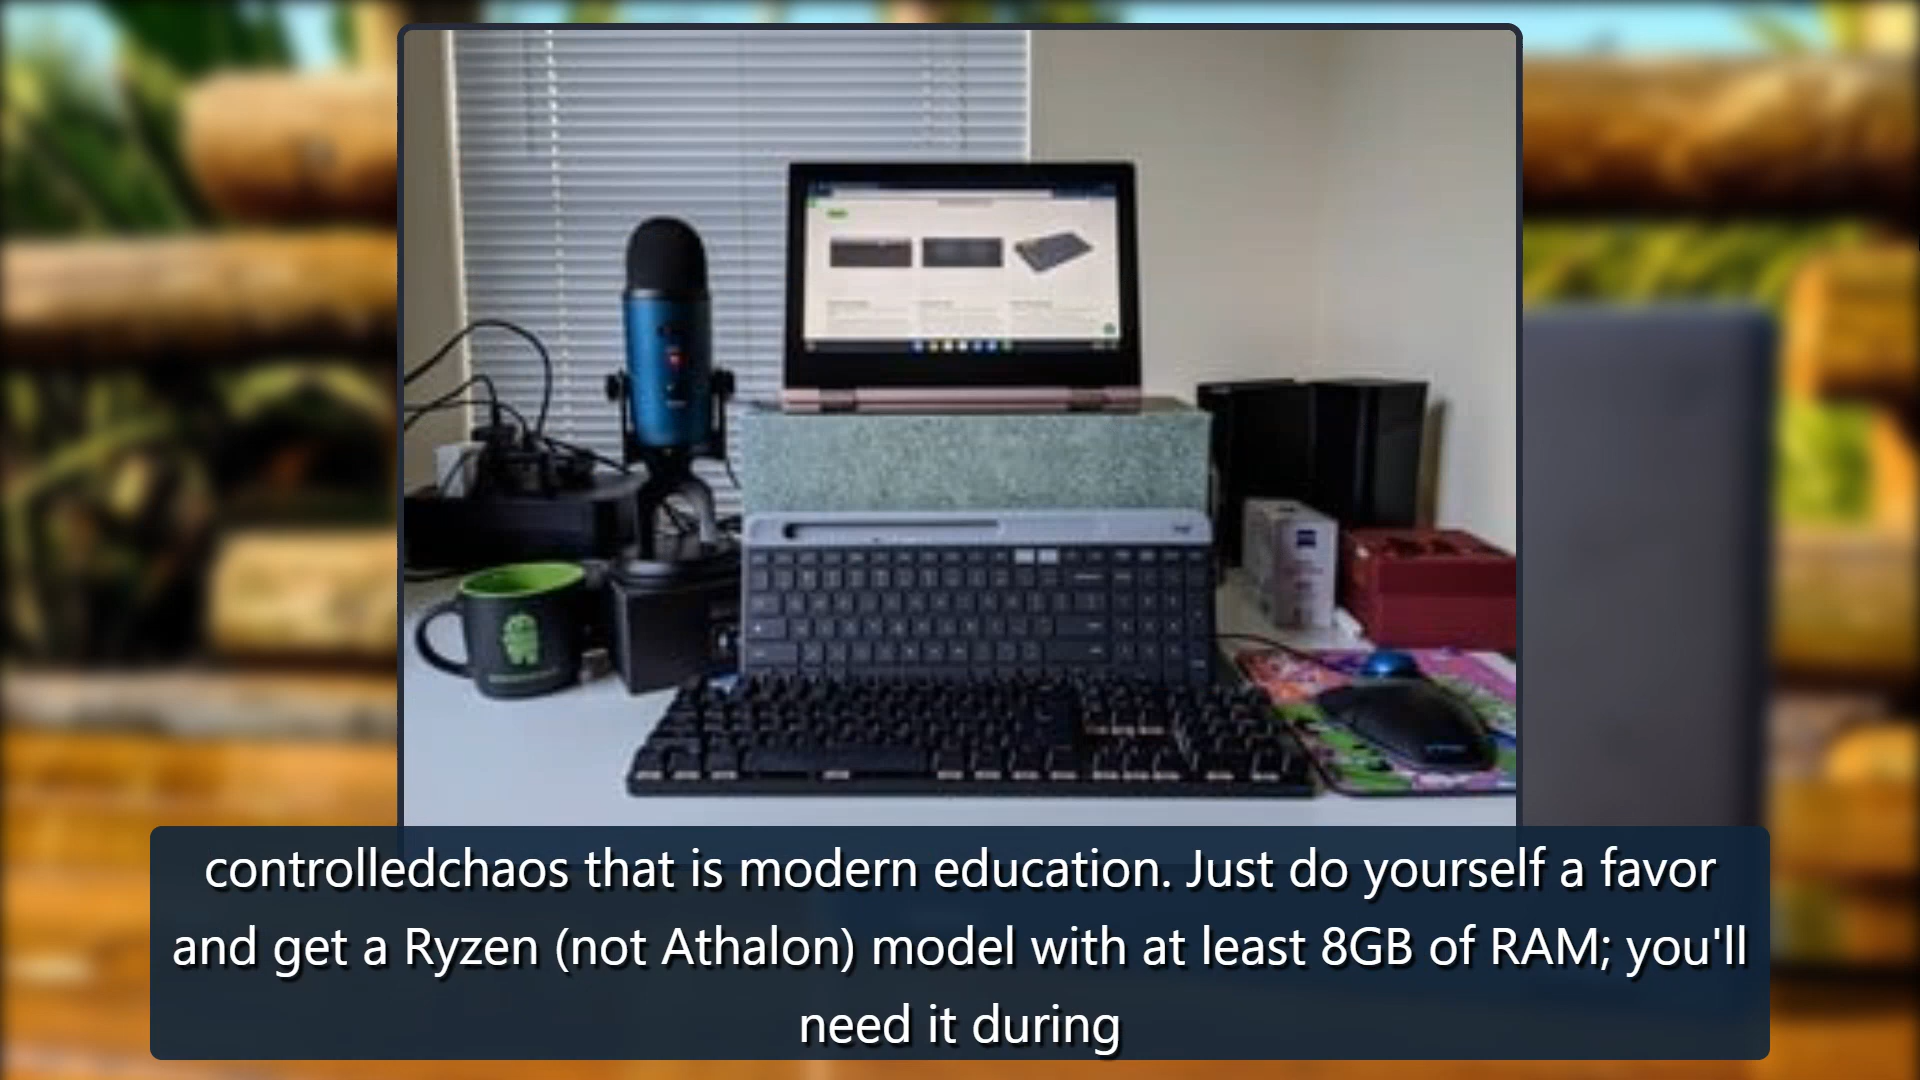 controlledchaos that is modern education. Just do yourself a favor
and get a Ryzen (not Athalon) model with at least 8GB of RAM; you'll
need it during